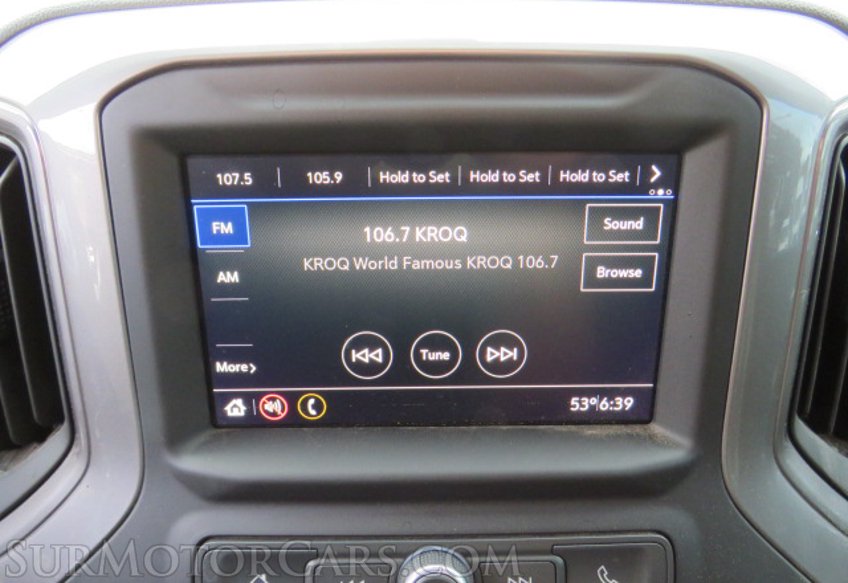 107.5 105.9 Hold to Set Hold to Set Hold to Set
FM 106.7 KROQ Sound
KROQ World Famous KROQ 106.7
AM Browse
Tune
More
53° 6:39
SurMotorCars.com